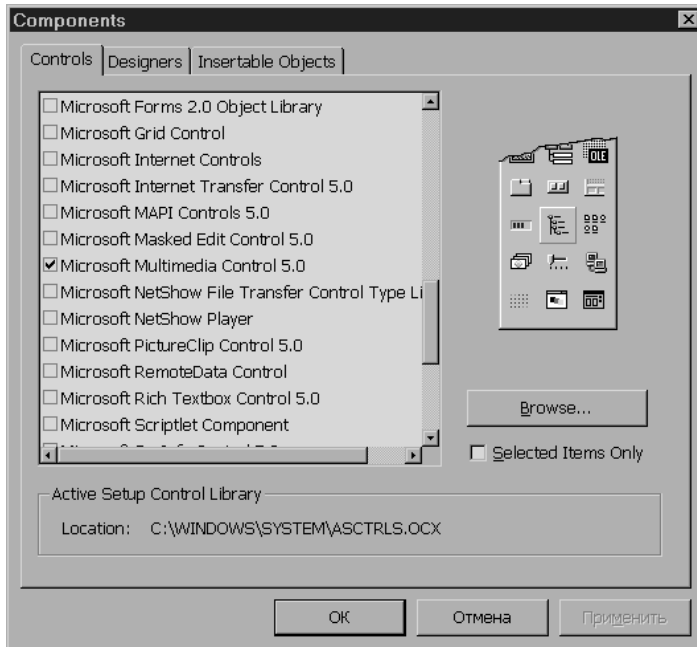 Components
Controls
Designers
Insertable Objects
Microsoft Forms 2.0 Object Library
Microsoft Grid Control
Microsoft Internet Controls
Microsoft Internet Transfer Control 5.0
Microsoft MAPI Controls 5.0
Microsoft Masked Edit Control 5.0
Microsoft Multimedia Control 5.0
Microsoft NetShow File Transfer Control Type Li
Microsoft NetShow Player
Microsoft PictureClip Control 5.0
Microsoft RemoteData Control
Microsoft Rich Textbox Control 5.0
Microsoft Scriptlet Component
OLE
Browse...
Selected Items Only
Active Setup Control Library
Location: C:\WINDOWS\SYSTEM\ASCTRLS.OCX
ОК
Отмена
Применить